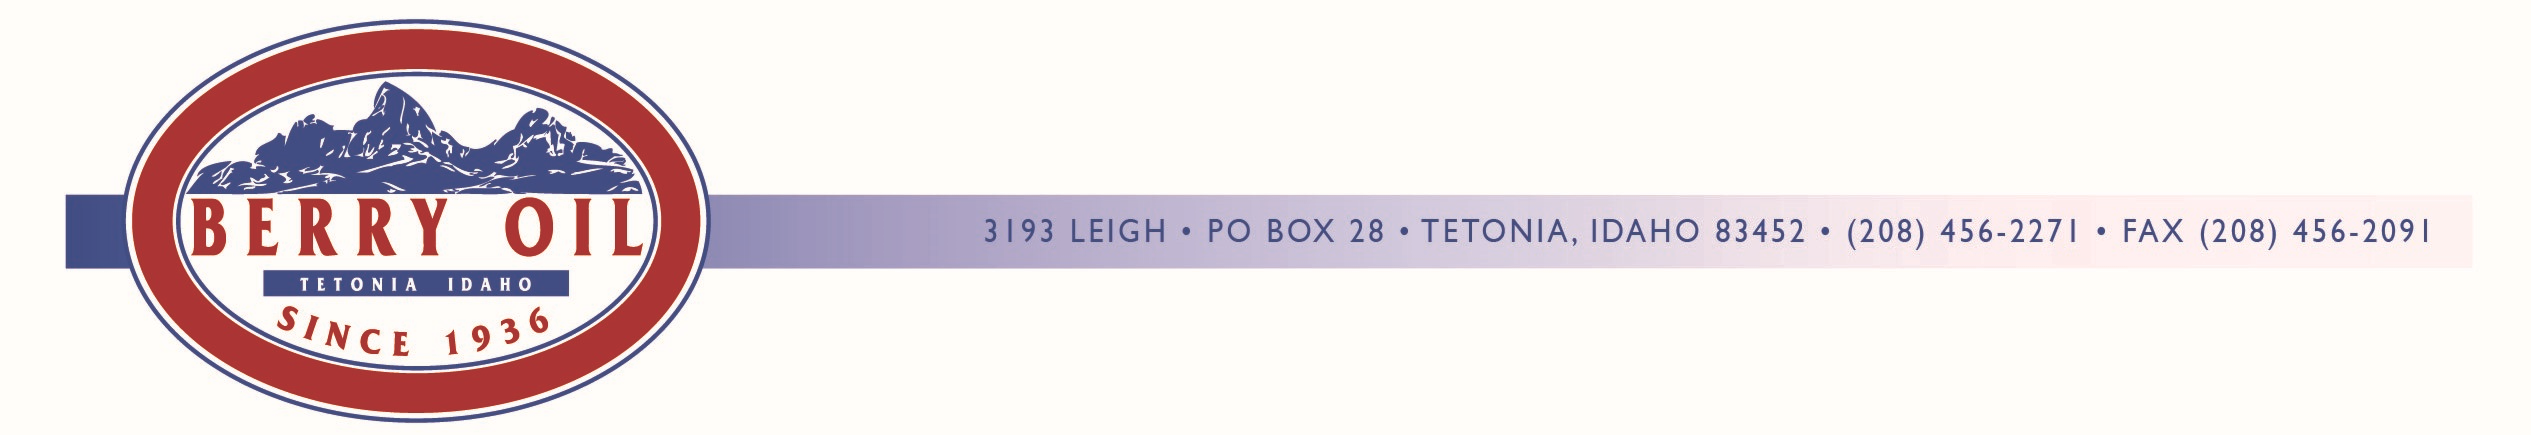 BERRY OIL
TETONIA IDAHO
SINCE 1936
3193 LEIGH • PO BOX 28 • TETONIA, IDAHO 83452 • (208) 456-2271 • FAX (208) 456-2091